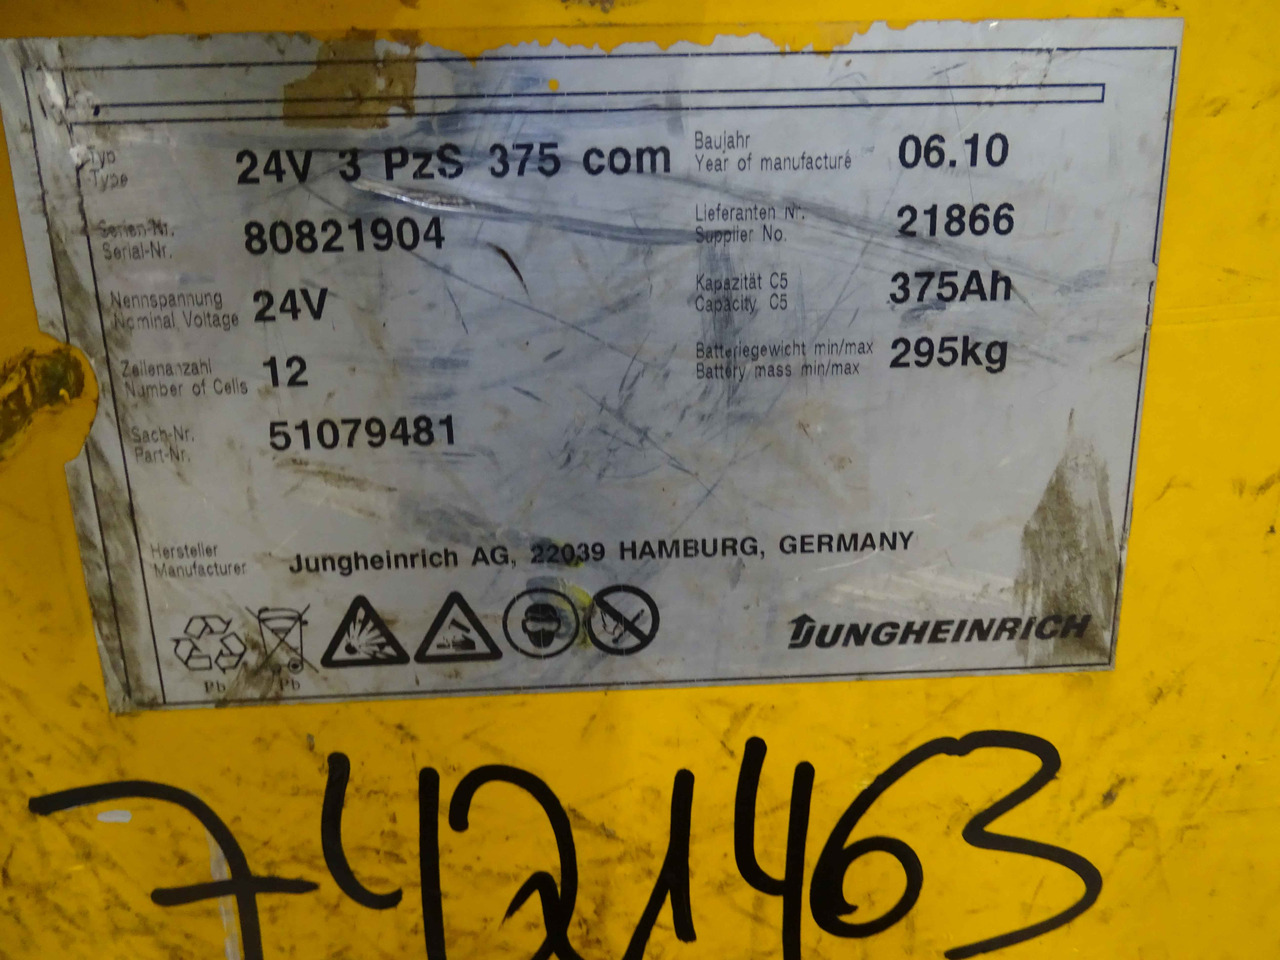 Typ
Type
24V 3 PzS 375 com
Baujahr
Year of manufacture
06.10
Serien-Nr.
Serial-Nr.
80821904
Lieferanten Nr.
Supplier No.
21866
Nennspannung
Nominal Voltage
24V
Kapazität C5
Capacity C5
375Ah
Zellenanzahl
Number of Cells
12
Batteriegewicht min/max
Battery mass min/max
295kg
Sach-Nr.
Part-Nr.
51079481
Hersteller
Manufacturer
Jungheinrich AG, 22039 HAMBURG, GERMANY
Pb
Pb
JUNGHEINRICH
7421463